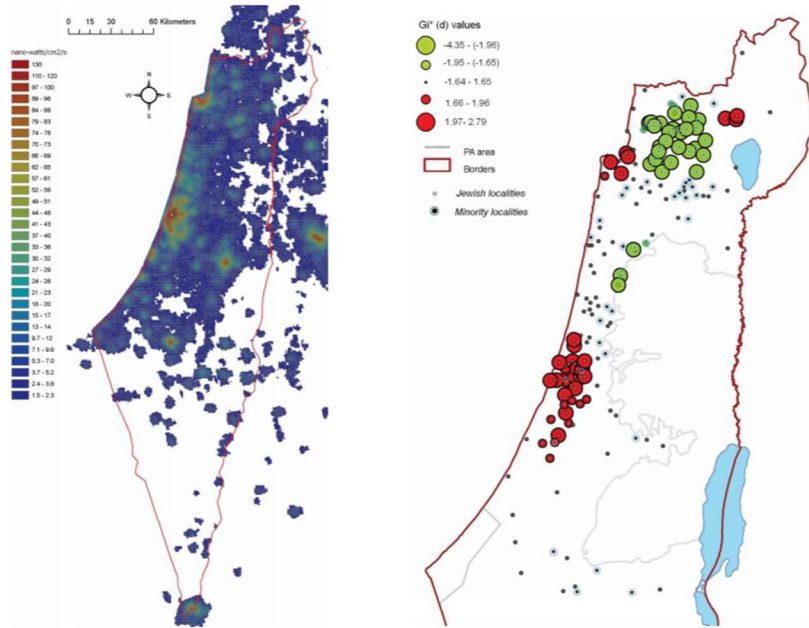 0 15 30 60 Kilometers
nano-watts/cm2/s
130
110 - 120
97 - 100
89 - 96
84 - 88
79 - 83
74 - 78
70 - 73
66 - 69
62 - 65
57 - 61
52 - 56
49 - 51
44 - 48
41 - 43
37 - 40
33 - 36
30 - 32
27 - 29
24 - 26
21 - 23
18 - 20
15 - 17
13 - 14
9.7 - 12
7.1 - 9.6
5.3 - 7.0
3.7 - 5.2
2.4 - 3.6
1.5 - 2.3
N
W E
S
Gi* (d) values
-4.35 - (-1.96)
-1.95 - (-1.65)
-1.64 - 1.65
1.66 - 1.96
1.97- 2.79
PA area
Borders
Jewish localities
Minority localities